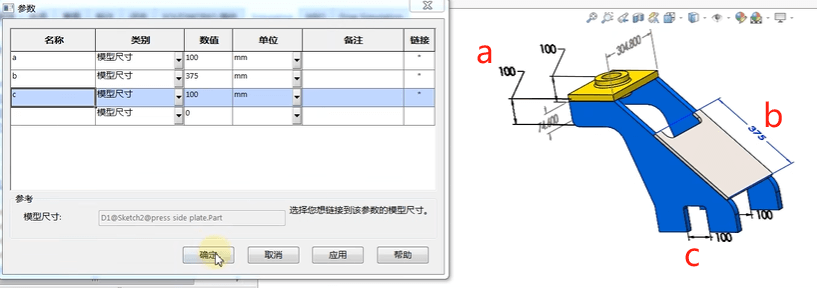 参数
名称 类别 数值 单位 备注 链接
a 模型尺寸 100 mm *
b 模型尺寸 375 mm *
c 模型尺寸 100 mm *
模型尺寸 0
参考
模型尺寸: D1@Sketch2@press side plate.Part 选择您想链接到该参数的模型尺寸。
确定 取消 应用 帮助
a
100
100
304.800
b
375
100
100
c